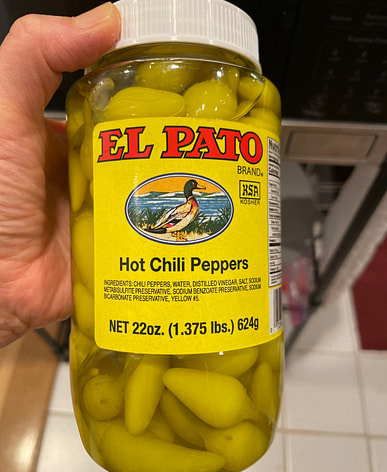 EL PATO
BRAND®
KSA
KOSHER
Hot Chili Peppers
INGREDIENTS: CHILI PEPPERS, WATER, DISTILLED VINEGAR, SALT, SODIUM
METABISULFITE PRESERVATIVE, SODIUM BENZOATE PRESERVATIVE, SODIUM
BICARBONATE PRESERVATIVE, YELLOW #5.
NET 22oz. (1.375 lbs.) 624g